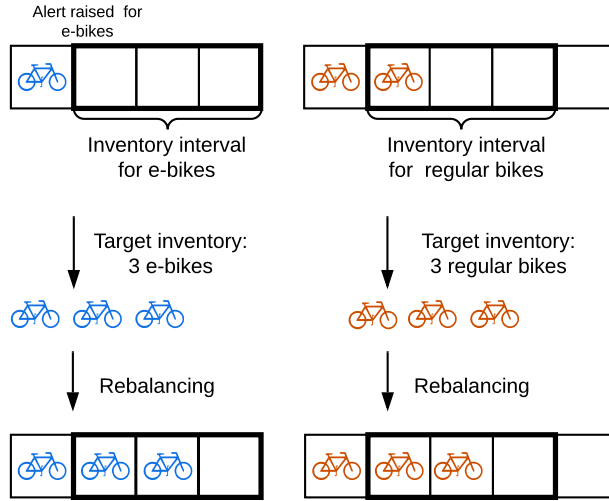 Alert raised for
e-bikes
Inventory interval
for e-bikes
Inventory interval
for regular bikes
Target inventory:
3 e-bikes
Target inventory:
3 regular bikes
Rebalancing
Rebalancing